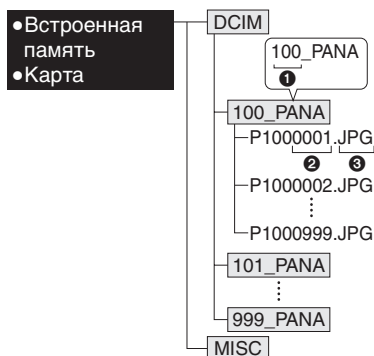 ●Встроенная
память
●Карта
DCIM
100_PANA
❶
100_PANA
P1000001.JPG
❷ ❸
P1000002.JPG
P1000999.JPG
101_PANA
999_PANA
MISC